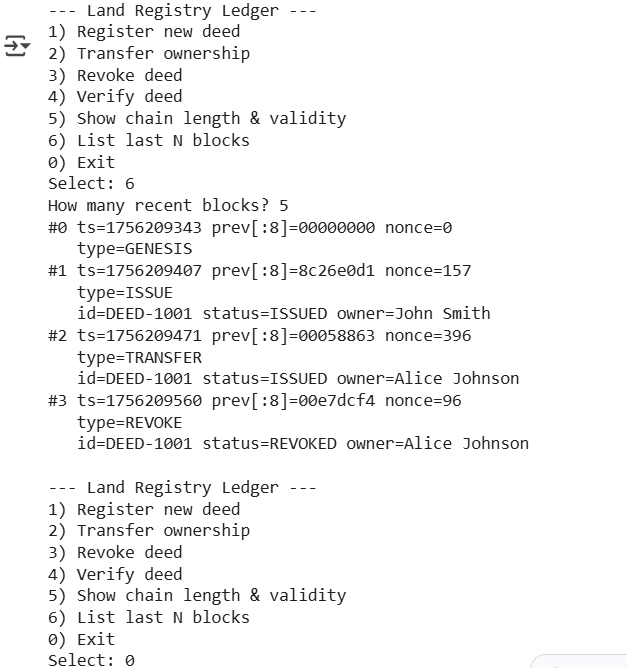 --- Land Registry Ledger ---
1) Register new deed
2) Transfer ownership
3) Revoke deed
4) Verify deed
5) Show chain length & validity
6) List last N blocks
0) Exit
Select: 6
How many recent blocks? 5
#0 ts=1756209343 prev[:8]=00000000 nonce=0
   type=GENESIS
#1 ts=1756209407 prev[:8]=8c26e0d1 nonce=157
   type=ISSUE
   id=DEED-1001 status=ISSUED owner=John Smith
#2 ts=1756209471 prev[:8]=00058863 nonce=396
   type=TRANSFER
   id=DEED-1001 status=ISSUED owner=Alice Johnson
#3 ts=1756209560 prev[:8]=00e7dcf4 nonce=96
   type=REVOKE
   id=DEED-1001 status=REVOKED owner=Alice Johnson

--- Land Registry Ledger ---
1) Register new deed
2) Transfer ownership
3) Revoke deed
4) Verify deed
5) Show chain length & validity
6) List last N blocks
0) Exit
Select: 0